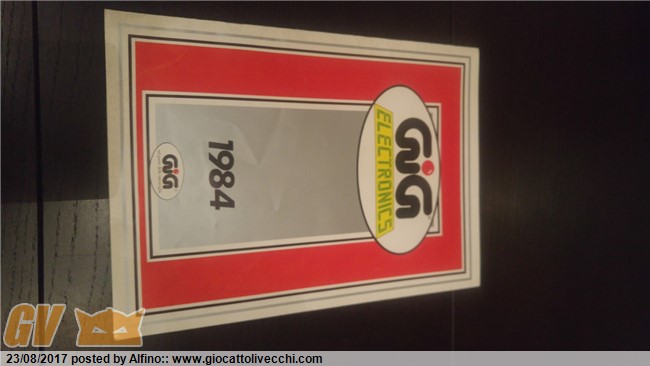 GiG
ELECTRONICS
1984
GiG
GV
23/08/2017 posted by Alfino:: www.giocattolivecchi.com